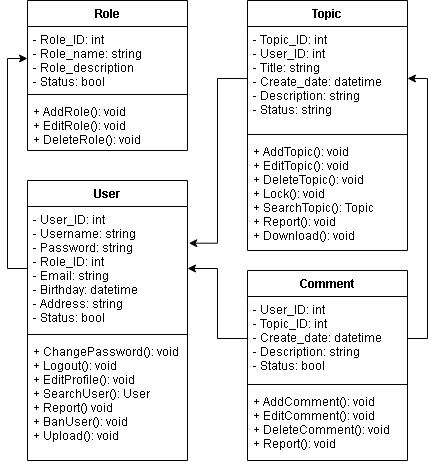 Role
- Role_ID: int
- Role_name: string
- Role_description
- Status: bool
+ AddRole(): void
+ EditRole(): void
+ DeleteRole(): void
Topic
- Topic_ID: int
- User_ID: int
- Title: string
- Create_date: datetime
- Description: string
- Status: string
+ AddTopic(): void
+ EditTopic(): void
+ DeleteTopic(): void
+ Lock(): void
+ SearchTopic(): Topic
+ Report(): void
+ Download(): void
User
- User_ID: int
- Username: string
- Password: string
- Role_ID: int
- Email: string
- Birthday: datetime
- Address: string
- Status: bool
+ ChangePassword(): void
+ Logout(): void
+ EditProfile(): void
+ SearchUser(): User
+ Report() void
+ BanUser(): void
+ Upload(): void
Comment
- User_ID: int
- Topic_ID: int
- Create_date: datetime
- Description: string
- Status: bool
+ AddComment(): void
+ EditComment(): void
+ DeleteComment(): void
+ Report(): void